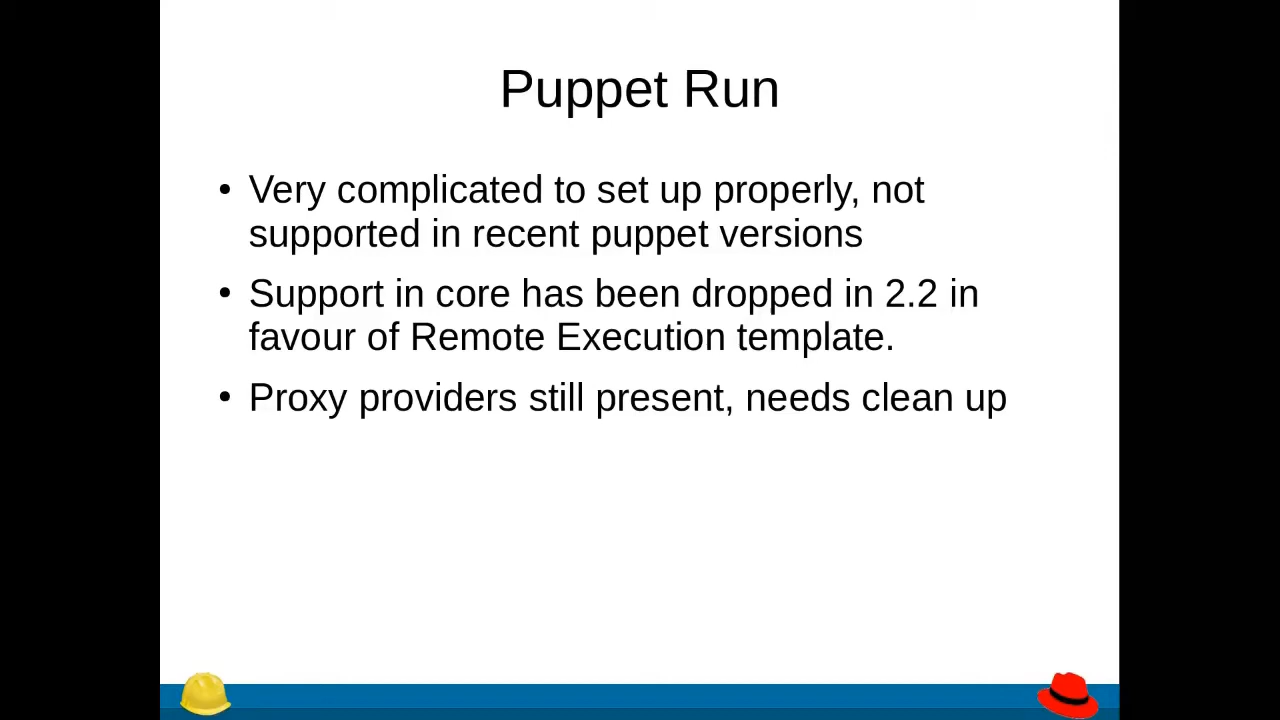 Puppet Run
• Very complicated to set up properly, not
supported in recent puppet versions
• Support in core has been dropped in 2.2 in
favour of Remote Execution template.
• Proxy providers still present, needs clean up